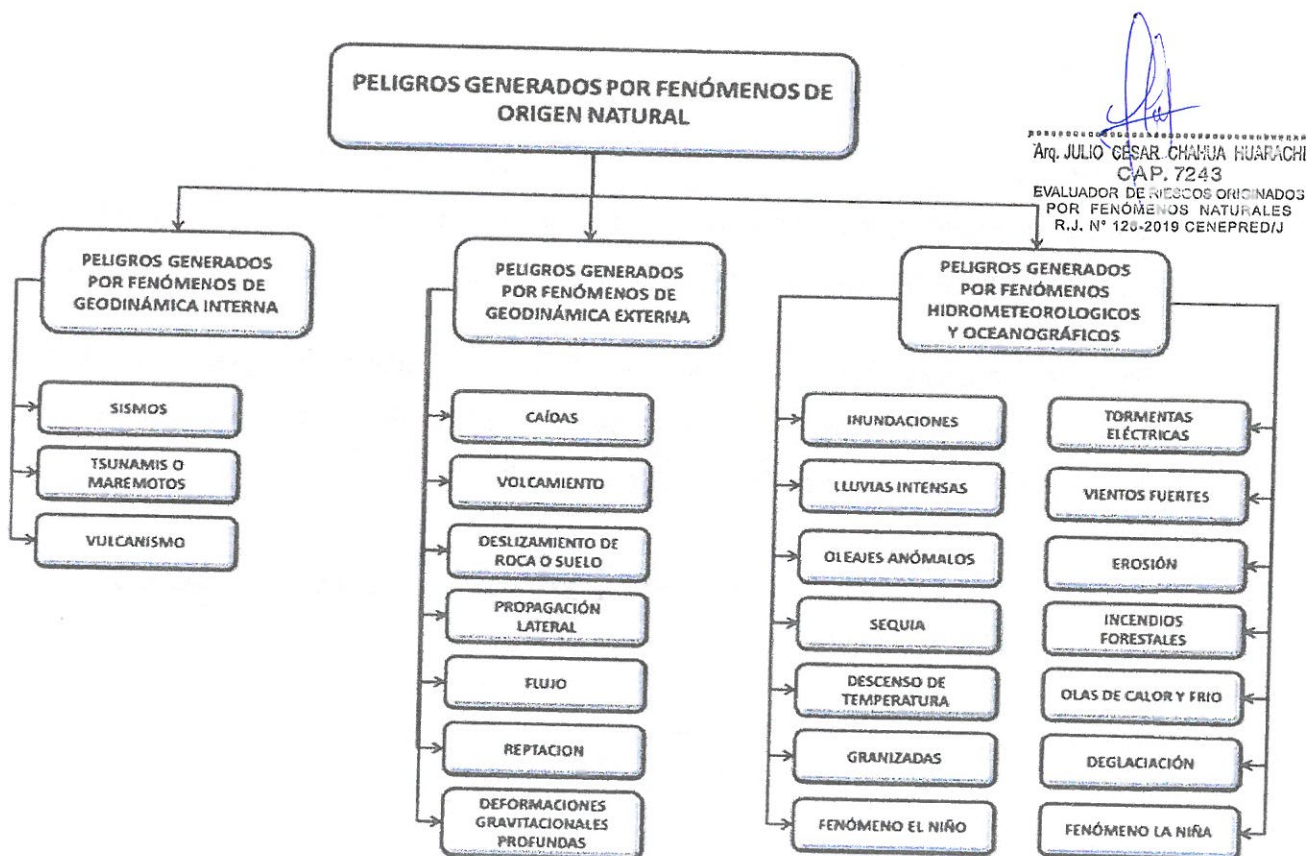 PELIGROS GENERADOS POR FENÓMENOS DE
ORIGEN NATURAL
Arq. JULIO CÉSAR CHAHUA HUARACHI
CAP. 7243
EVALUADOR DE RIESGOS ORIGINADOS
POR FENÓMENOS NATURALES
R.J. N° 126-2019 CENEPRED/J
PELIGROS GENERADOS
POR FENÓMENOS DE
GEODINÁMICA INTERNA
SISMOS
TSUNAMIS O
MAREMOTOS
VULCANISMO
PELIGROS GENERADOS
POR FENÓMENOS DE
GEODINÁMICA EXTERNA
CAÍDAS
VOLCAMIENTO
DESLIZAMIENTO DE
ROCA O SUELO
PROPAGACIÓN
LATERAL
FLUJO
REPTACION
DEFORMACIONES
GRAVITACIONALES
PROFUNDAS
PELIGROS GENERADOS
POR FENÓMENOS
HIDROMETEOROLOGICOS
Y OCEANOGRÁFICOS
INUNDACIONES
LLUVIAS INTENSAS
OLEAJES ANÓMALOS
SEQUIA
DESCENSO DE
TEMPERATURA
GRANIZADAS
FENÓMENO EL NIÑO
TORMENTAS
ELÉCTRICAS
VIENTOS FUERTES
EROSIÓN
INCENDIOS
FORESTALES
OLAS DE CALOR Y FRIO
DEGLACIACIÓN
FENÓMENO LA NIÑA